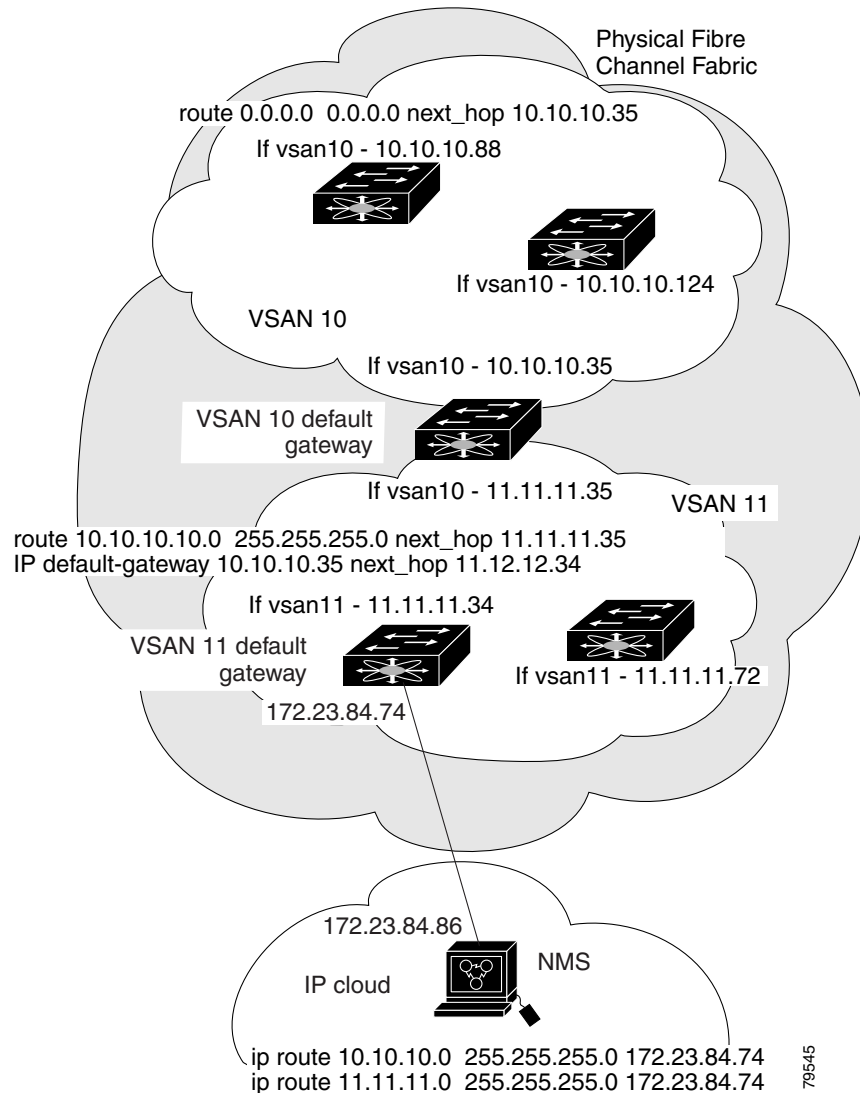 Physical Fibre
Channel Fabric
route 0.0.0.0 0.0.0.0 next_hop 10.10.10.35
If vsan10 - 10.10.10.88
If vsan10 - 10.10.10.124
VSAN 10
If vsan10 - 10.10.10.35
VSAN 10 default
gateway
If vsan10 - 11.11.11.35
VSAN 11
route 10.10.10.10.0 255.255.255.0 next_hop 11.11.11.35
IP default-gateway 10.10.10.35 next_hop 11.12.12.34
If vsan11 - 11.11.11.34
VSAN 11 default
gateway
If vsan11 - 11.11.11.72
172.23.84.74
172.23.84.86
NMS
IP cloud
ip route 10.10.10.0 255.255.255.0 172.23.84.74
ip route 11.11.11.0 255.255.255.0 172.23.84.74
79545